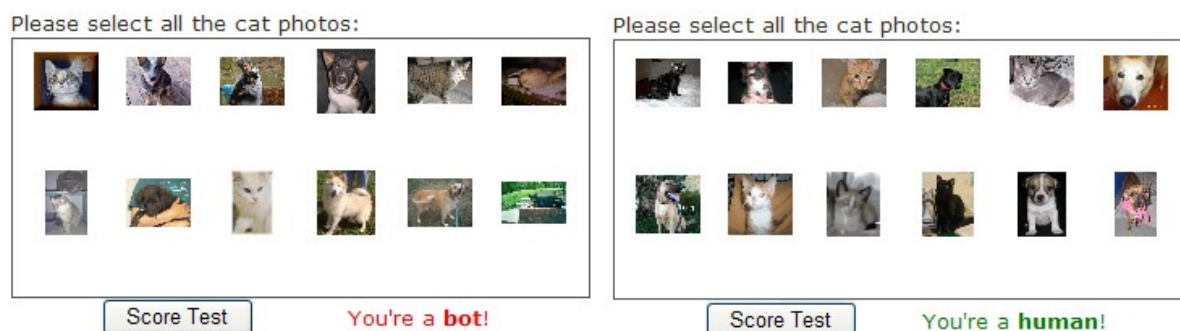 Please select all the cat photos:
Score Test
You're a bot!
Please select all the cat photos:
Score Test
You're a human!